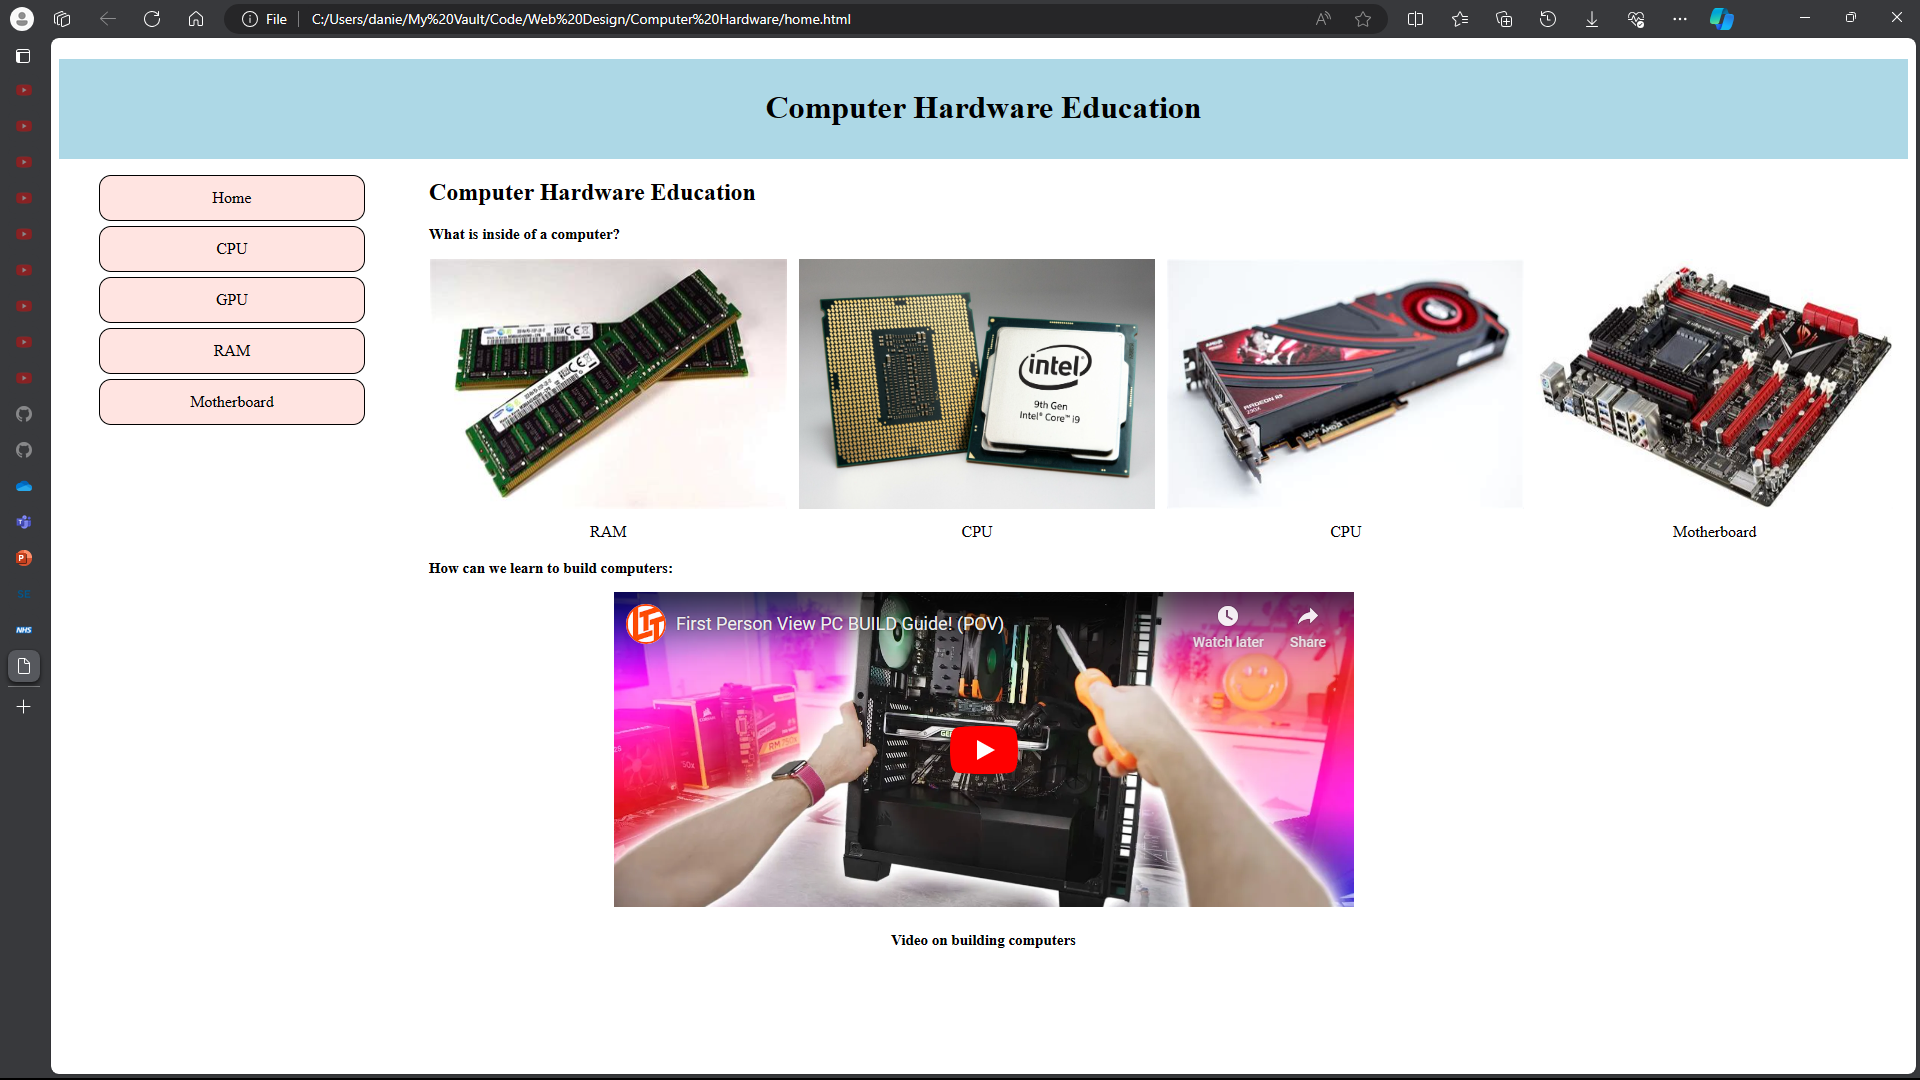 File
C:/Users/danie/My%20Vault/Code/Web%20Design/Computer%20Hardware/home.html
Computer Hardware Education
Home
CPU
GPU
RAM
Motherboard
Computer Hardware Education
What is inside of a computer?
intel
9th Gen
Intel® Core™ i9
RADEON R9
290X
RAM
CPU
CPU
Motherboard
How can we learn to build computers:
LTT
First Person View PC BUILD Guide! (POV)
Watch later
Share
Video on building computers
NHS